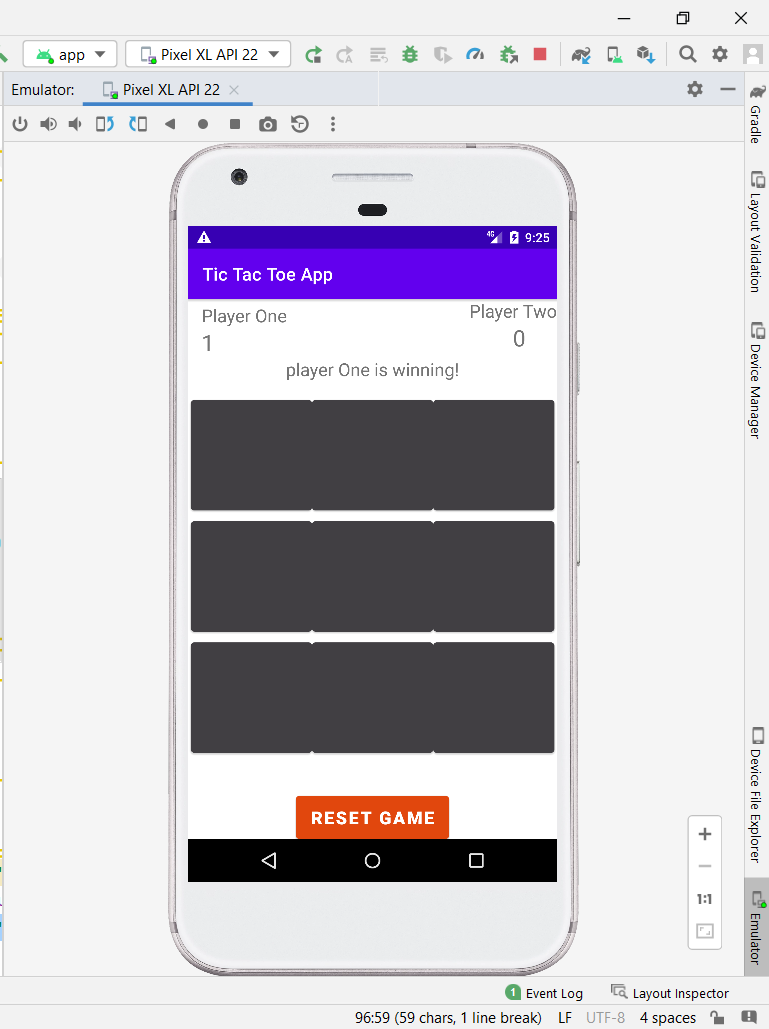 app
Pixel XL API 22
Emulator:
Pixel XL API 22
Gradle
Layout Validation
Device Manager
4G
9:25
Tic Tac Toe App
Player One
Player Two
1
0
player One is winning!
RESET GAME
1:1
Device File Explorer
Emulator
1 Event Log
Layout Inspector
96:59 (59 chars, 1 line break)
LF
UTF-8
4 spaces